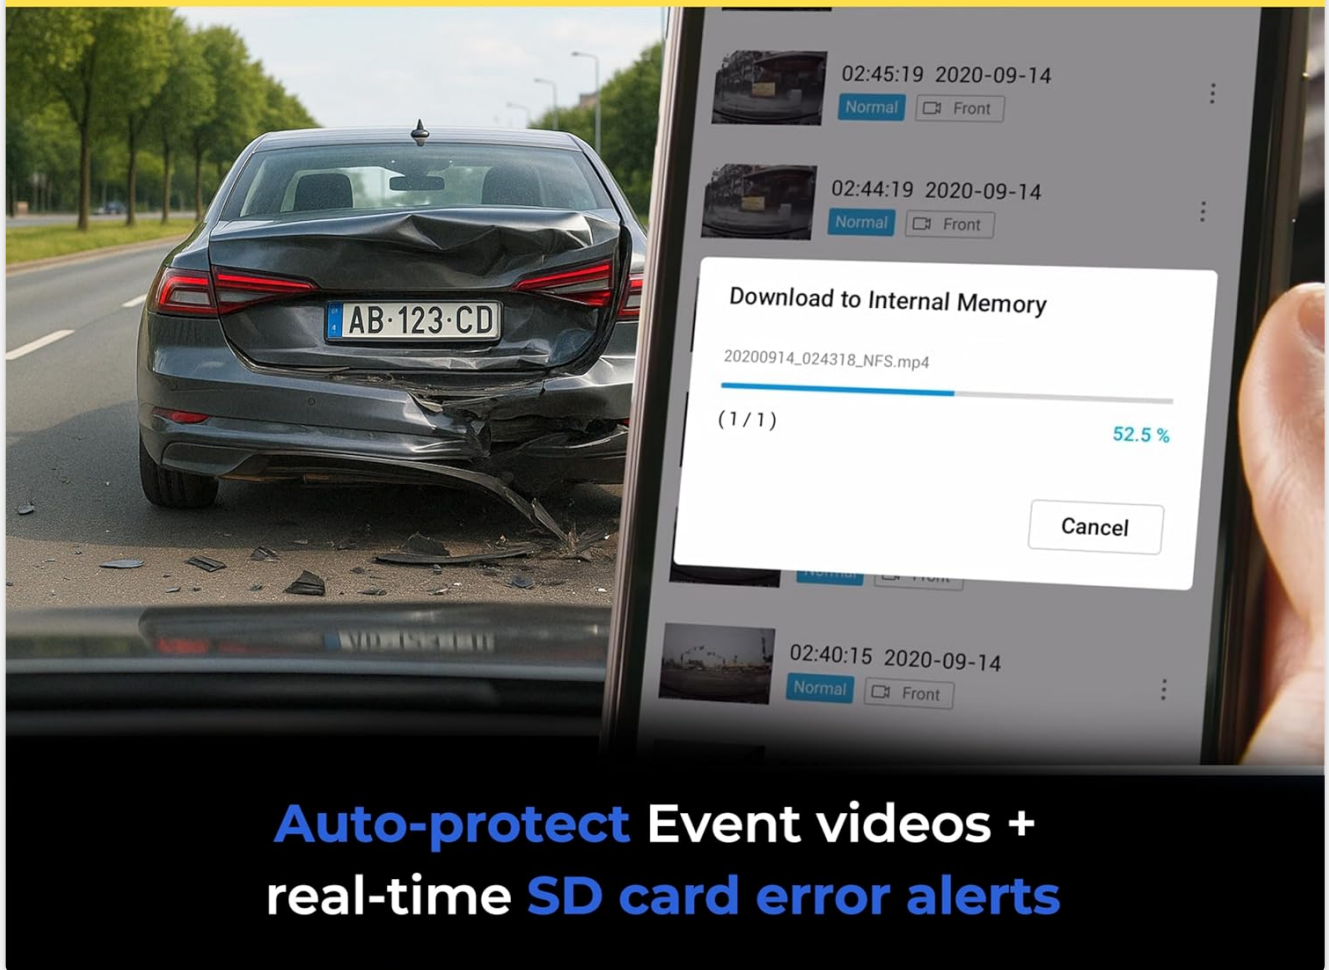 02:45:19 2020-09-14
Normal Front
02:44:19 2020-09-14
Normal Front
AB·123·CD
Download to Internal Memory
20200914_024318_NFS.mp4
(1/1)
52.5 %
Cancel
Normal Front
02:40:15 2020-09-14
Normal Front
Auto-protect Event videos +
real-time SD card error alerts